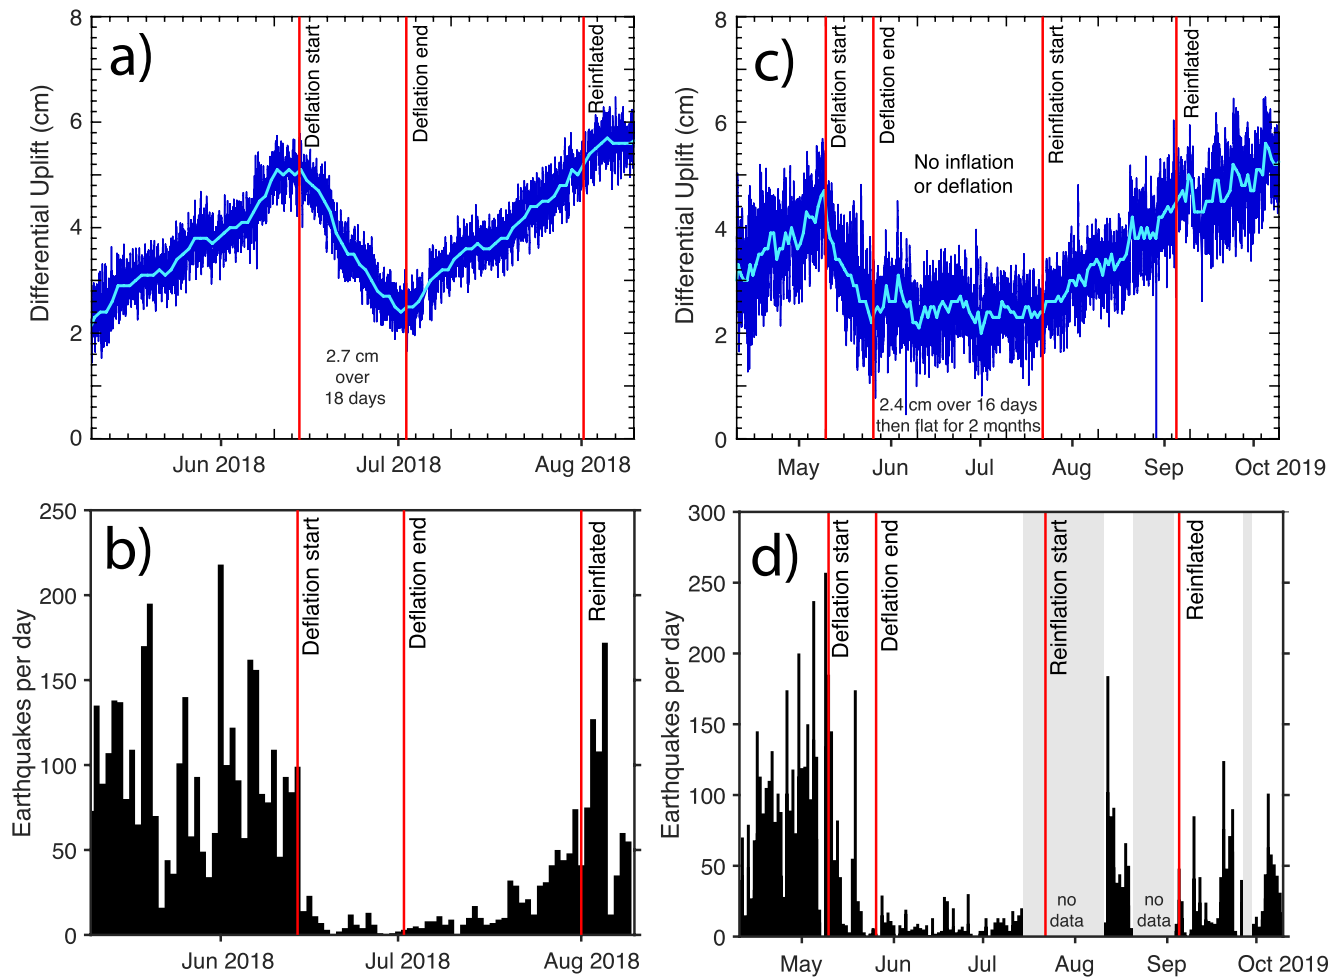 a)
Differential Uplift (cm)
8
6
4
2
0
Deflation start
Deflation end
Reinflated
2.7 cm
over
18 days
Jun 2018
Jul 2018
Aug 2018
c)
Differential Uplift (cm)
8
6
4
2
0
Deflation start
Deflation end
No inflation
or deflation
Reinflation start
Reinflated
2.4 cm over 16 days
then flat for 2 months
May
Jun
Jul
Aug
Sep
Oct 2019
b)
Earthquakes per day
250
200
150
100
50
0
Deflation start
Deflation end
Reinflated
Jun 2018
Jul 2018
Aug 2018
d)
Earthquakes per day
300
250
200
150
100
50
0
Deflation start
Deflation end
Reinflation start
Reinflated
no
data
no
data
May
Jun
Jul
Aug
Sep
Oct 2019